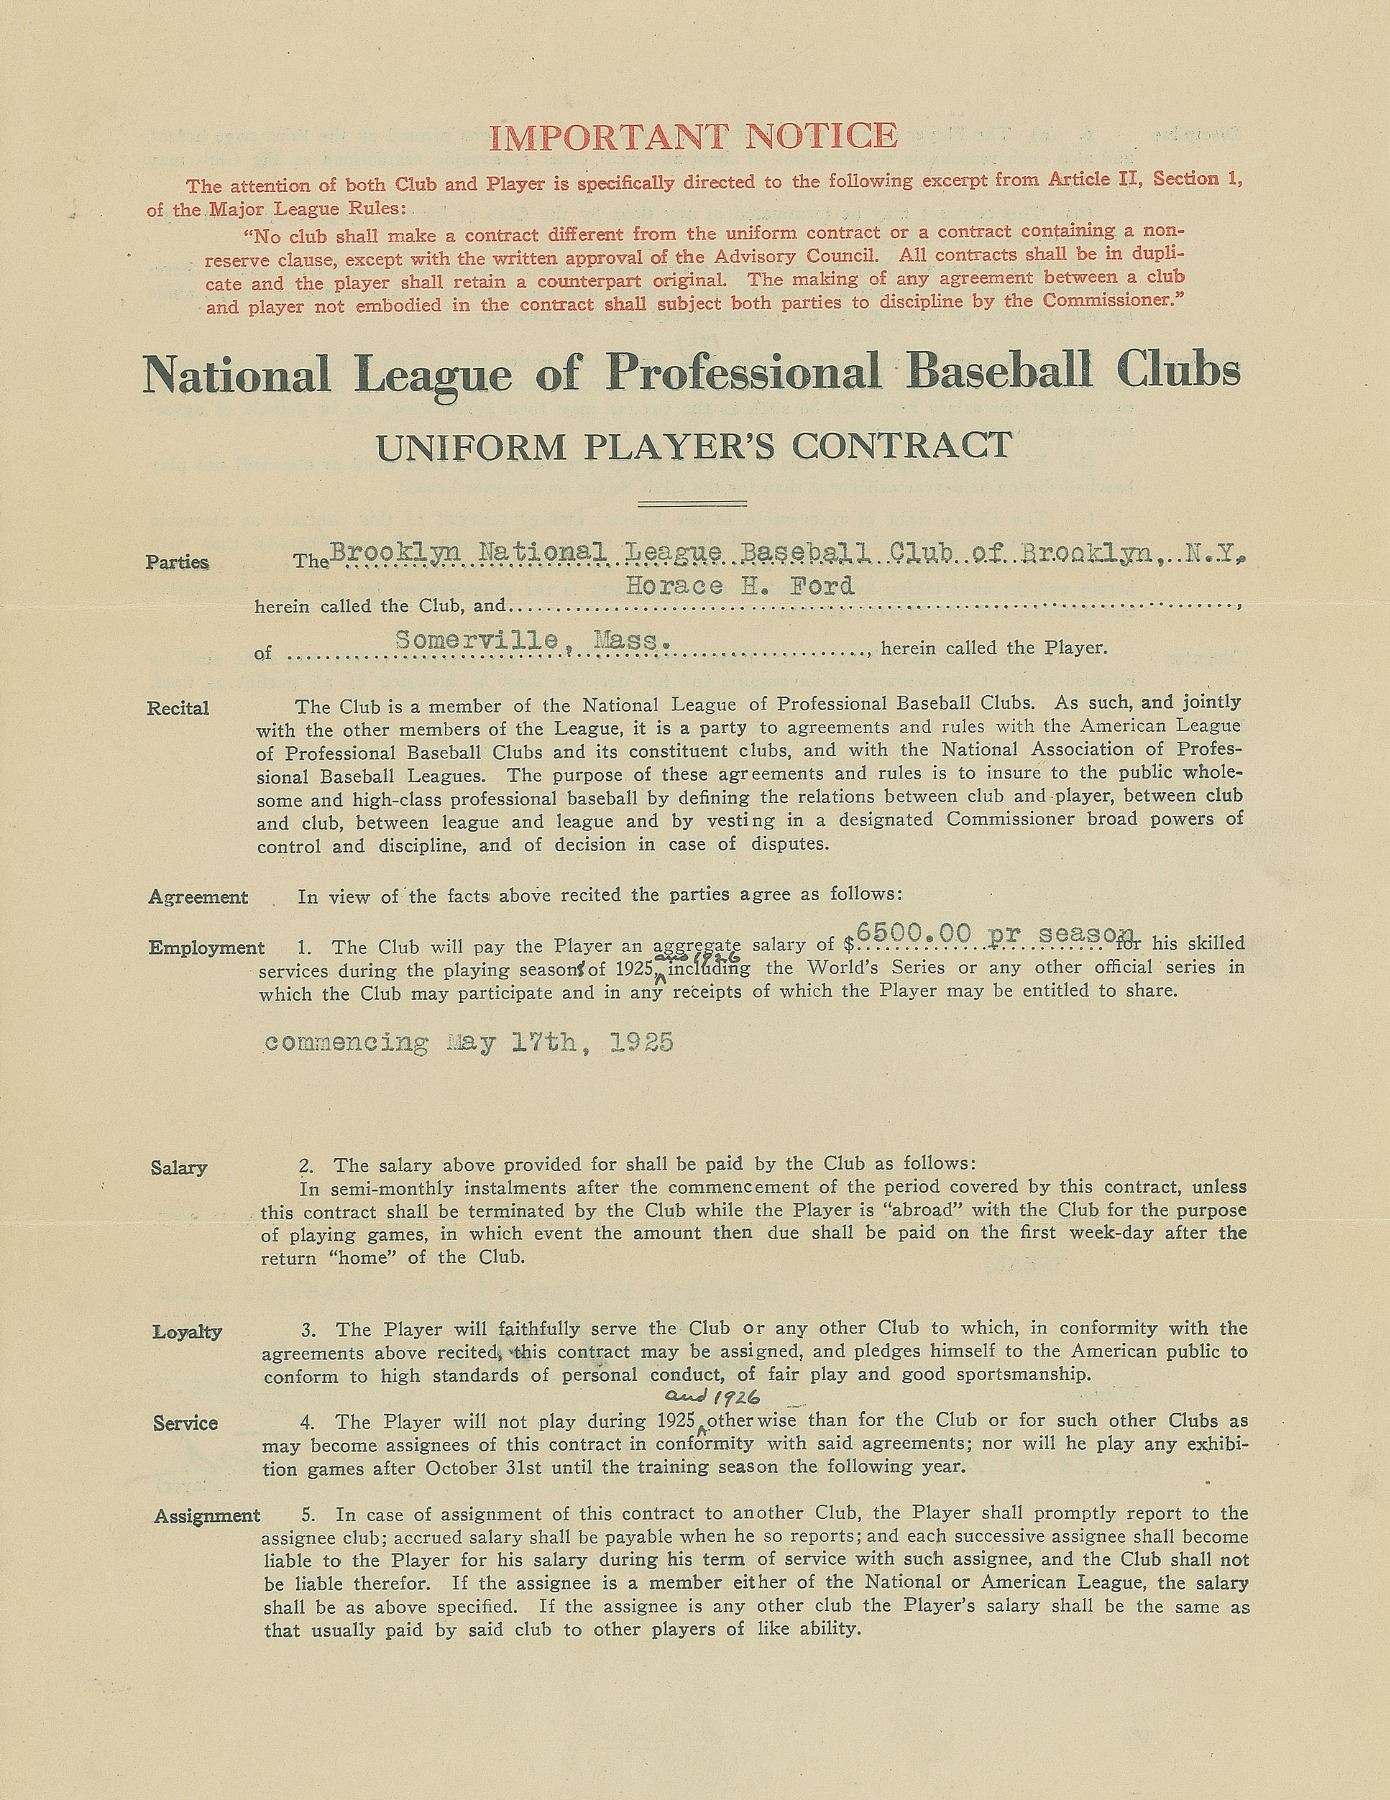 IMPORTANT NOTICE
The attention of both Club and Player is specifically directed to the following excerpt from Article II, Section 1,
of the Major League Rules:
“No club shall make a contract different from the uniform contract or a contract containing a non-
reserve clause, except with the written approval of the Advisory Council. All contracts shall be in dupli-
cate and the player shall retain a counterpart original. The making of any agreement between a club
and player not embodied in the contract shall subject both parties to discipline by the Commissioner.”
National League of Professional Baseball Clubs
UNIFORM PLAYER'S CONTRACT
Parties The Brooklyn National League Baseball Club of Brooklyn, N.Y.
Horace H. Ford
herein called the Club, and
of Somerville, Mass., herein called the Player.
Recital The Club is a member of the National League of Professional Baseball Clubs. As such, and jointly
with the other members of the League, it is a party to agreements and rules with the American League
of Professional Baseball Clubs and its constituent clubs, and with the National Association of Profes-
sional Baseball Leagues. The purpose of these agreements and rules is to insure to the public whole-
some and high-class professional baseball by defining the relations between club and player, between club
and club, between league and league and by vesting in a designated Commissioner broad powers of
control and discipline, and of decision in case of disputes.
Agreement In view of the facts above recited the parties agree as follows:
Employment 1. The Club will pay the Player an aggregate salary of $6500.00 pr season for his skilled
and 1926
services during the playing seasons of 1925, including the World's Series or any other official series in
which the Club may participate and in any receipts of which the Player may be entitled to share.
commencing May 17th, 1925
Salary 2. The salary above provided for shall be paid by the Club as follows:
In semi-monthly instalments after the commencement of the period covered by this contract, unless
this contract shall be terminated by the Club while the Player is “abroad” with the Club for the purpose
of playing games, in which event the amount then due shall be paid on the first week-day after the
return “home” of the Club.
Loyalty 3. The Player will faithfully serve the Club or any other Club to which, in conformity with the
agreements above recited, this contract may be assigned, and pledges himself to the American public to
conform to high standards of personal conduct, of fair play and good sportsmanship.
and 1926
Service 4. The Player will not play during 1925 otherwise than for the Club or for such other Clubs as
may become assignees of this contract in conformity with said agreements; nor will he play any exhibi-
tion games after October 31st until the training season the following year.
Assignment 5. In case of assignment of this contract to another Club, the Player shall promptly report to the
assignee club; accrued salary shall be payable when he so reports; and each successive assignee shall become
liable to the Player for his salary during his term of service with such assignee, and the Club shall not
be liable therefor. If the assignee is a member either of the National or American League, the salary
shall be as above specified. If the assignee is any other club the Player's salary shall be the same as
that usually paid by said club to other players of like ability.